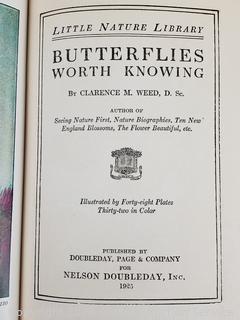 LITTLE NATURE LIBRARY
BUTTERFLIES
WORTH KNOWING
BY CLARENCE M. WEED, D. SC.
AUTHOR OF
Seeing Nature First, Nature Biographies, Ten New
England Blossoms, The Flower Beautiful, etc.
Illustrated by Forty-eight Plates
Thirty-two in Color
PUBLISHED BY
DOUBLEDAY, PAGE & COMPANY
FOR
NELSON DOUBLEDAY, INC.
1925